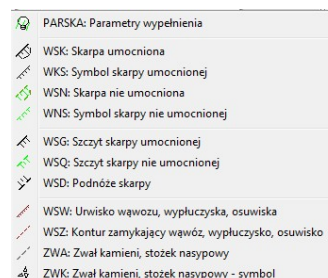 PARSKA: Parametry wypełnienia
WSK: Skarpa umocniona
WKS: Symbol skarpy umocnionej
WSN: Skarpa nie umocniona
WNS: Symbol skarpy nie umocnionej
WSG: Szczyt skarpy umocnionej
WSQ: Szczyt skarpy nie umocnionej
WSD: Podnóże skarpy
WSW: Urwisko wąwozu, wypłuczyska, osuwiska
WSZ: Kontur zamykający wąwóz, wypłuczysko, osuwisko
ZWA: Zwał kamieni, stożek nasypowy
ZWK: Zwał kamieni, stożek nasypowy - symbol